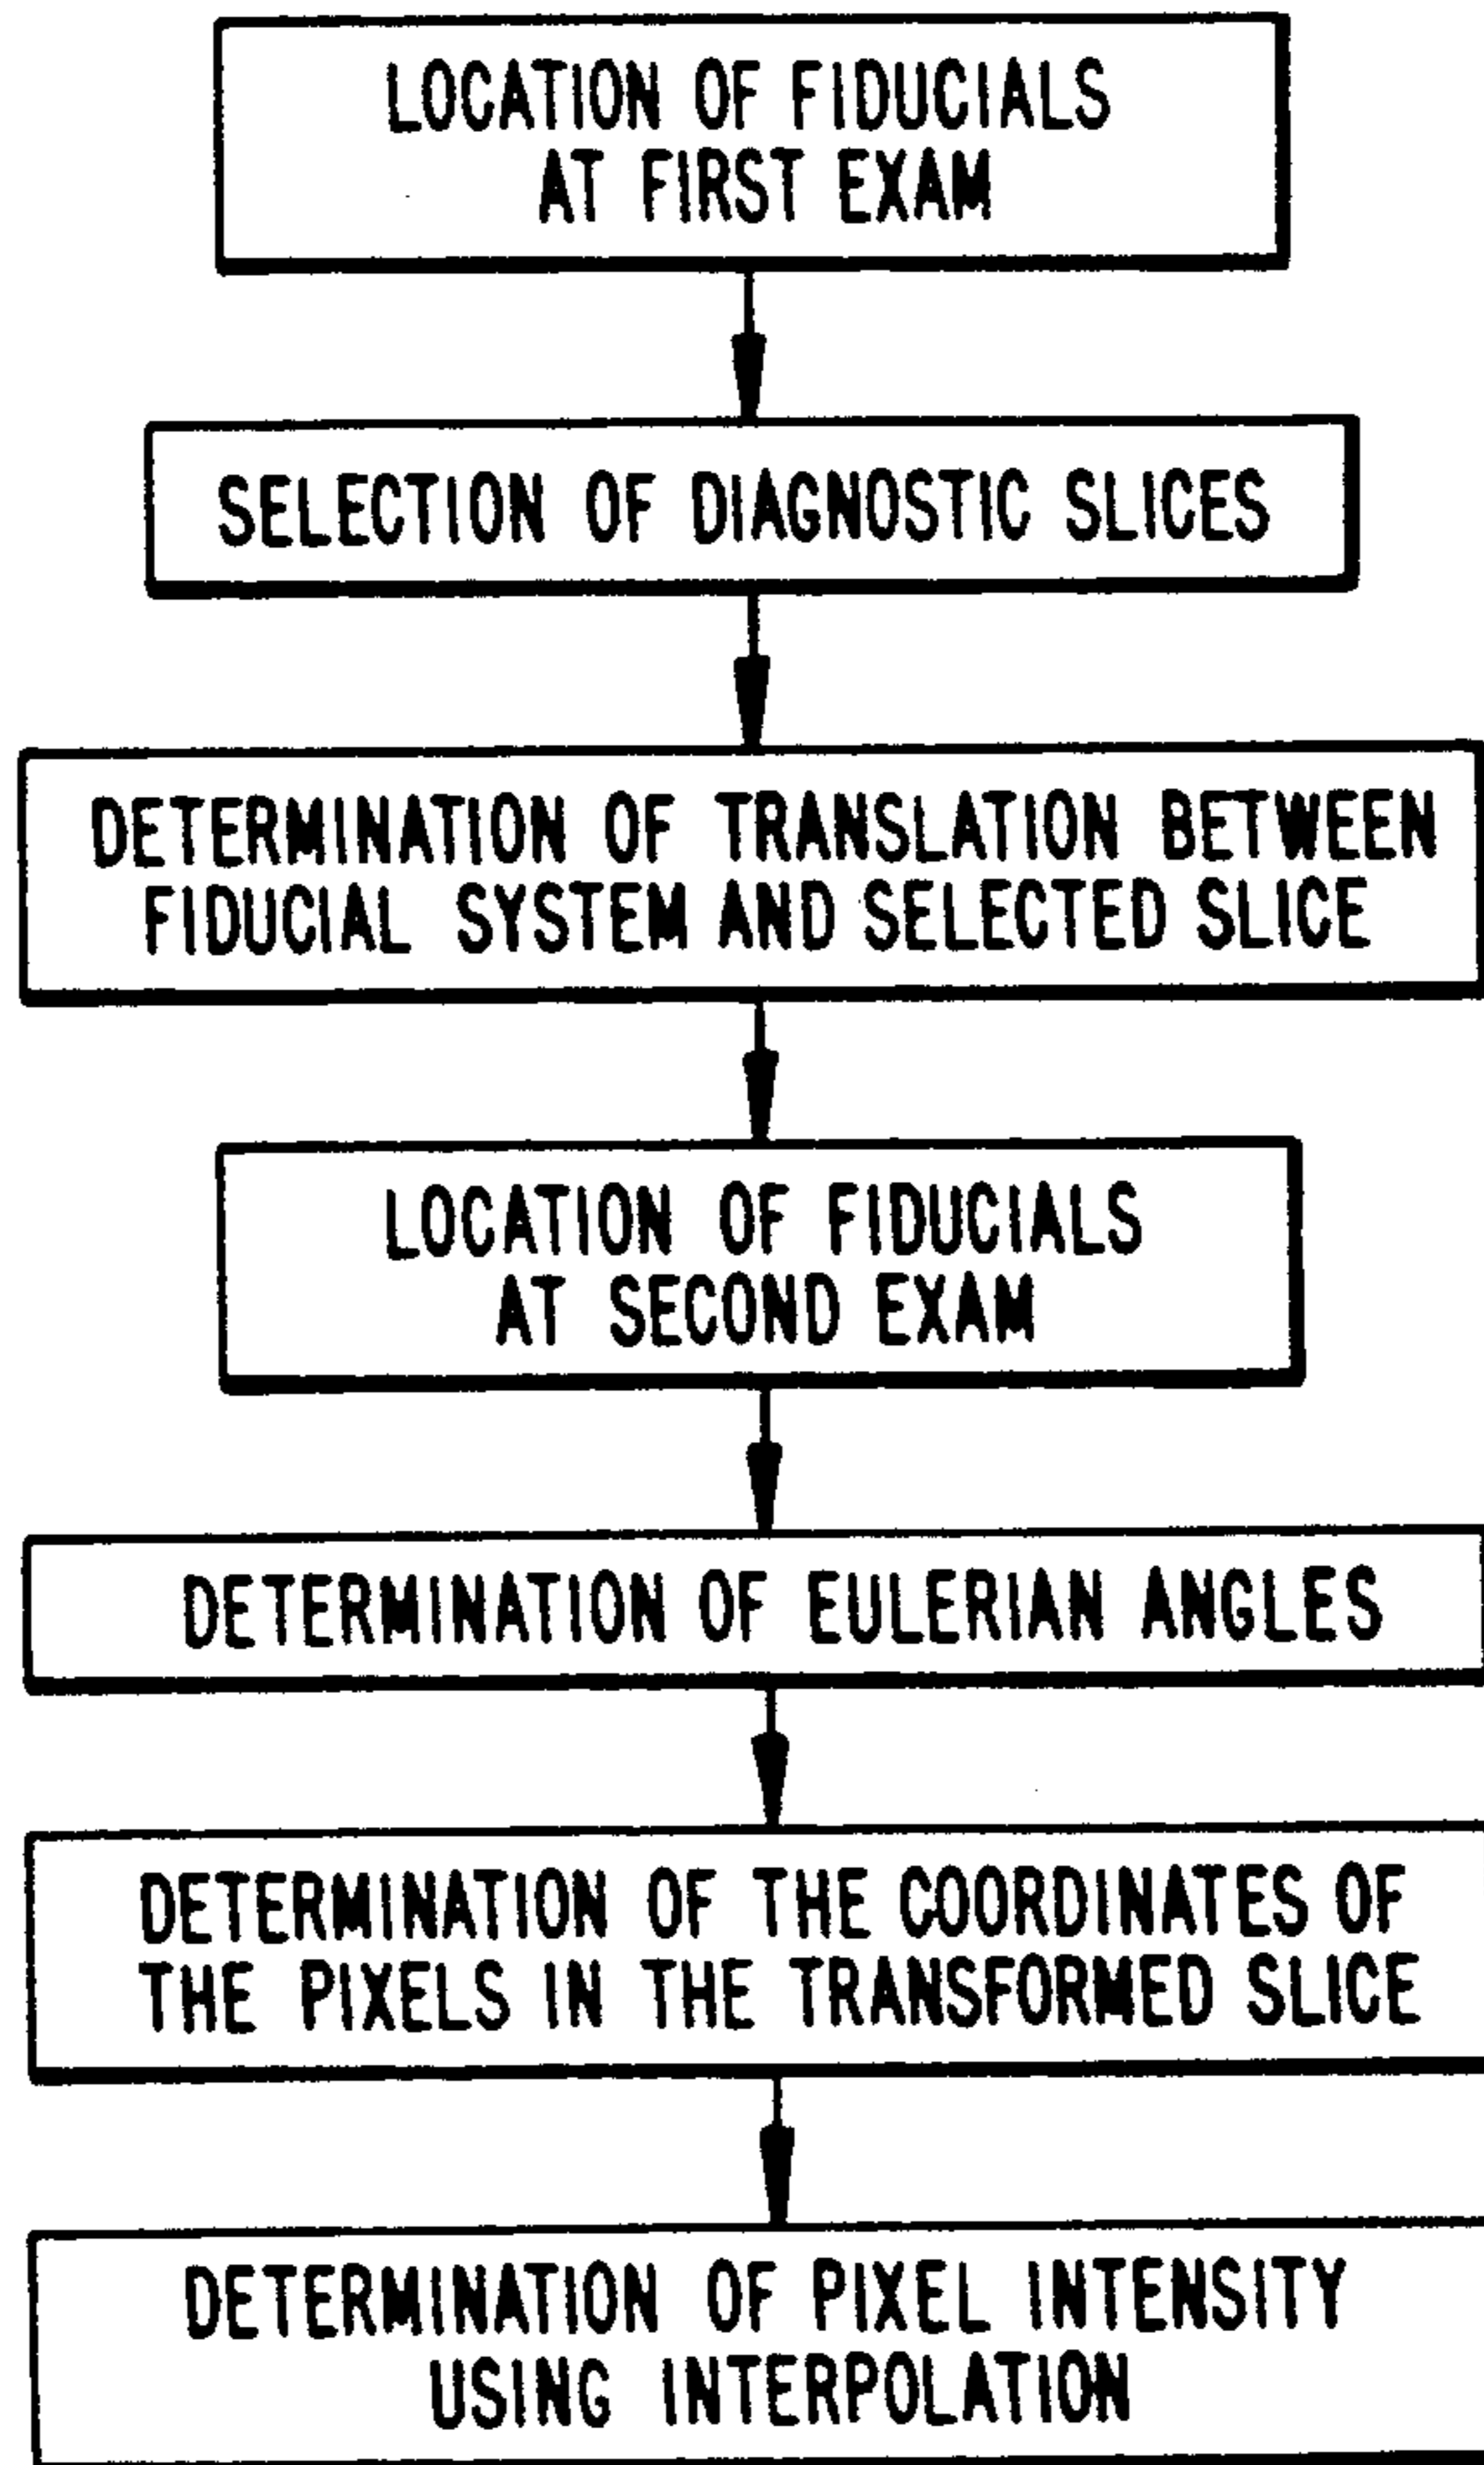 LOCATION OF FIDUCIALS
AT FIRST EXAM
SELECTION OF DIAGNOSTIC SLICES
DETERMINATION OF TRANSLATION BETWEEN
FIDUCIAL SYSTEM AND SELECTED SLICE
LOCATION OF FIDUCIALS
AT SECOND EXAM
DETERMINATION OF EULERIAN ANGLES
DETERMINATION OF THE COORDINATES OF
THE PIXELS IN THE TRANSFORMED SLICE
DETERMINATION OF PIXEL INTENSITY
USING INTERPOLATION